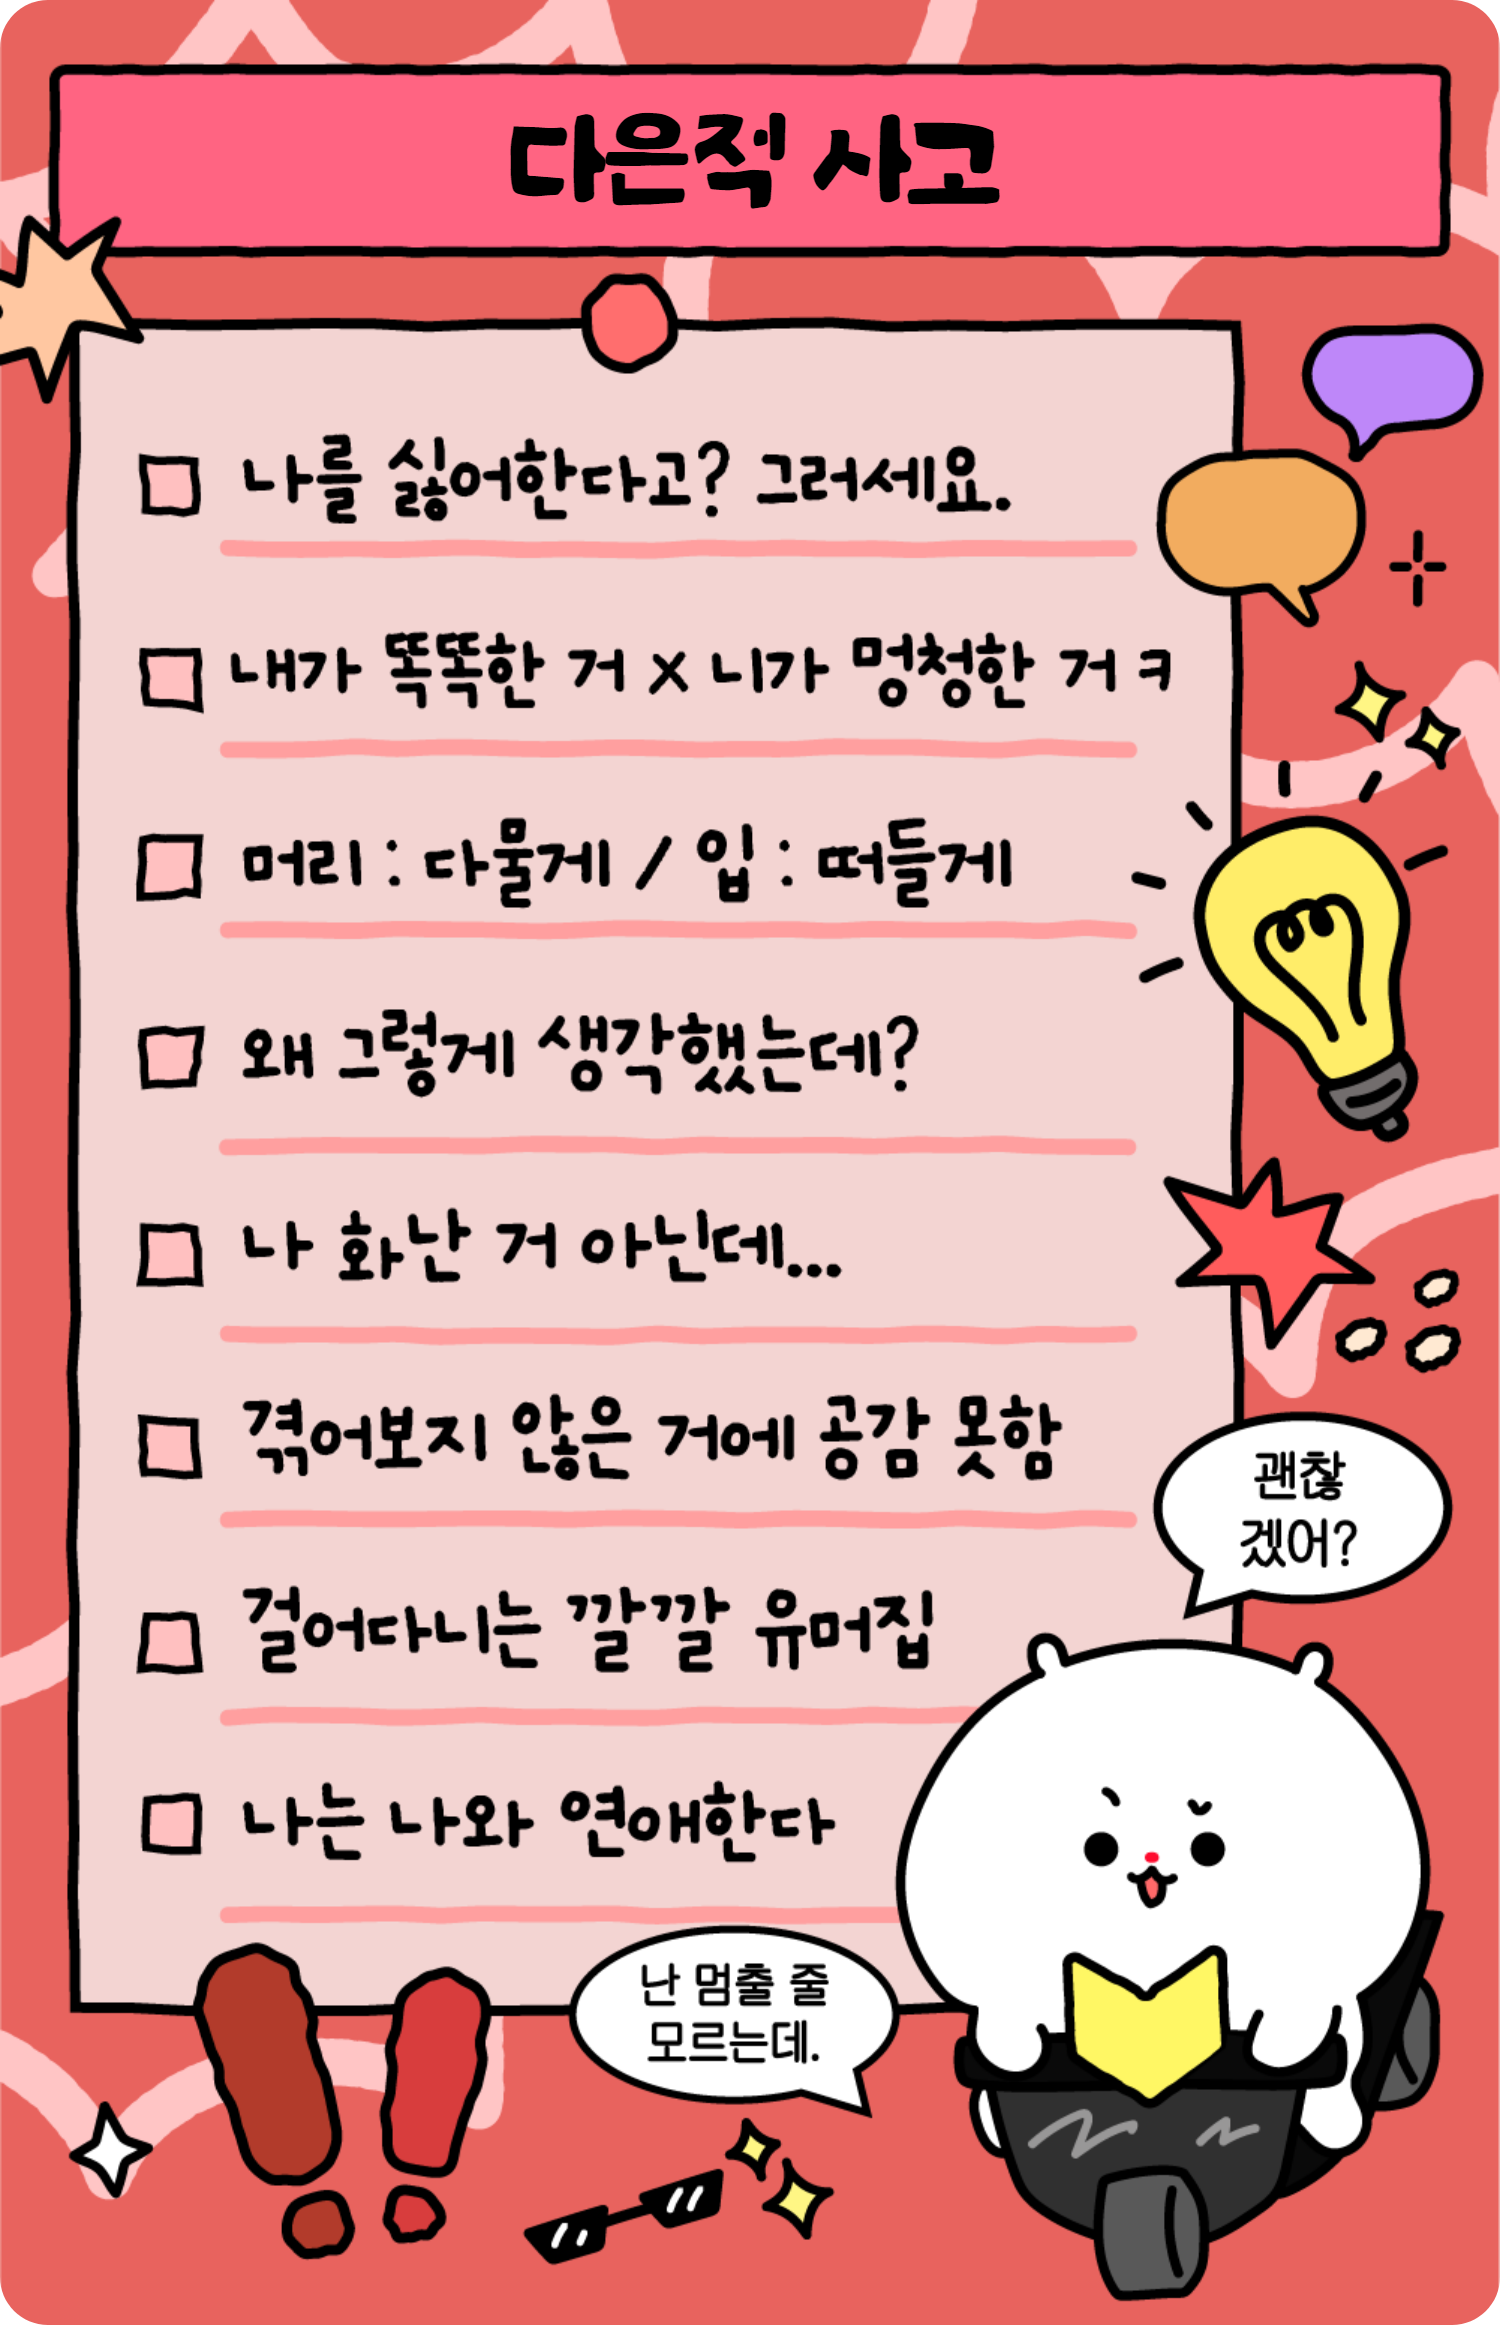 다은적 사고
나를 싫어한다고? 그러세요.
내가 똑똑한 거 x 니가 멍청한 거 ㅋ
머리 : 다물게 / 입 : 떠들게
왜 그렇게 생각했는데?
나 화난 거 아닌데...
겪어보지 않은 거에 공감 못함
괜찮
겠어?
걸어다니는 깔깔 유머집
나는 나와 연애한다
난 멈출 줄
모르는데.